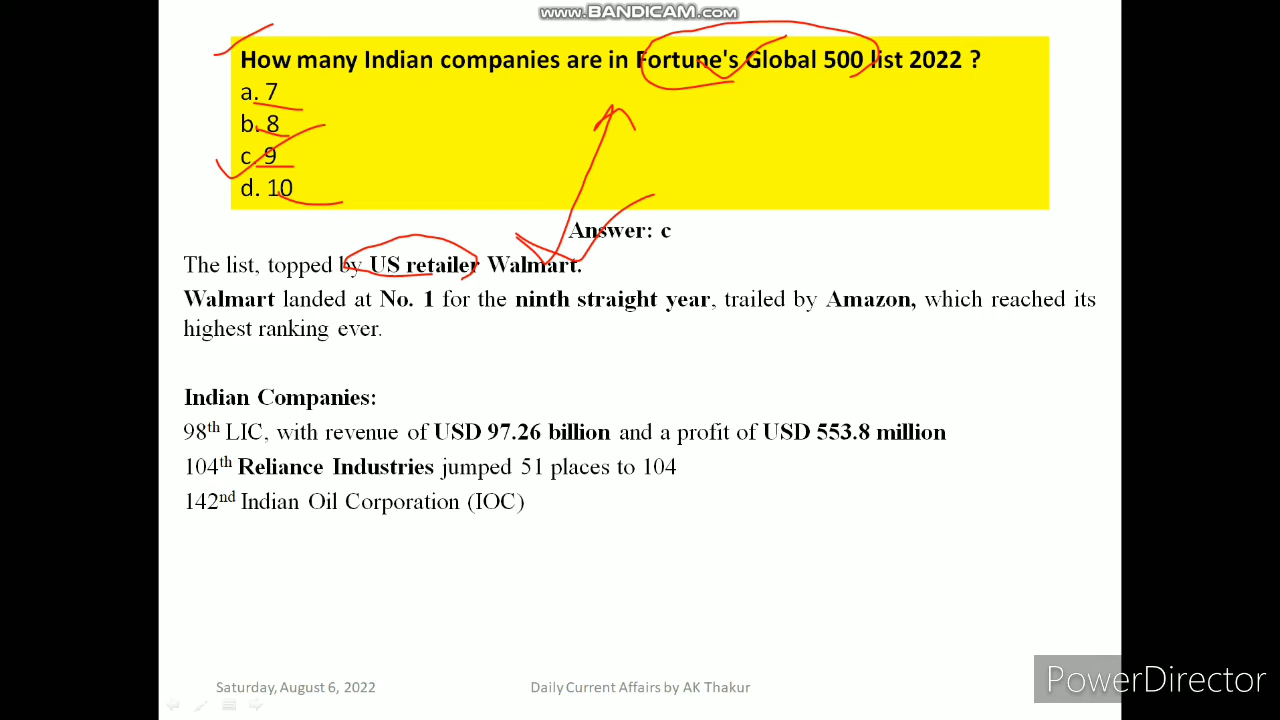 www.BANDICAM.com
How many Indian companies are in Fortune's Global 500 list 2022 ?
a. 7
b. 8
c. 9
d. 10
Answer: c
The list, topped by US retailer Walmart.
Walmart landed at No. 1 for the ninth straight year, trailed by Amazon, which reached its
highest ranking ever.
Indian Companies:
98th LIC, with revenue of USD 97.26 billion and a profit of USD 553.8 million
104th Reliance Industries jumped 51 places to 104
142nd Indian Oil Corporation (IOC)
Saturday, August 6, 2022
Daily Current Affairs by AK Thakur
PowerDirector